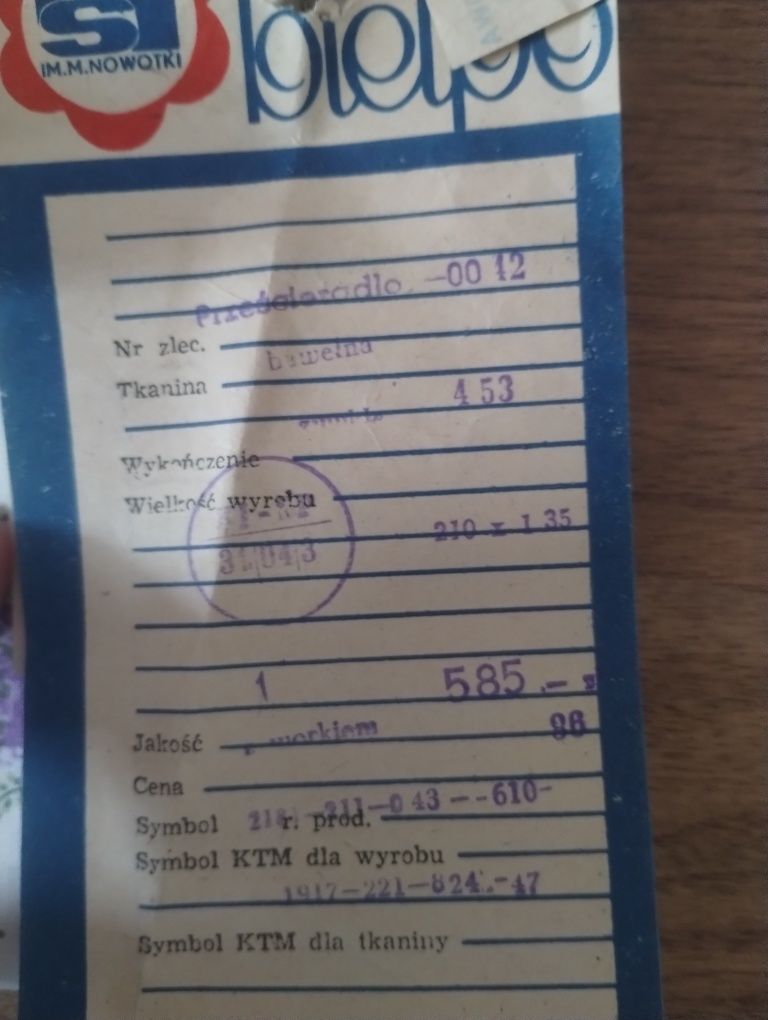 SI
IM.M.NOWOTKI
Prześcieradło -00 12
Nr zlec.
bawełna
Tkanina
4 53
Wykończenie
Wielkość wyrobu
210 x 1 35
1 585.-
Jakość
workiem 86
Cena
211-0 43 --610-
Symbol r. prod.
Symbol KTM dla wyrobu
1917-221-824.-47
Symbol KTM dla tkaniny